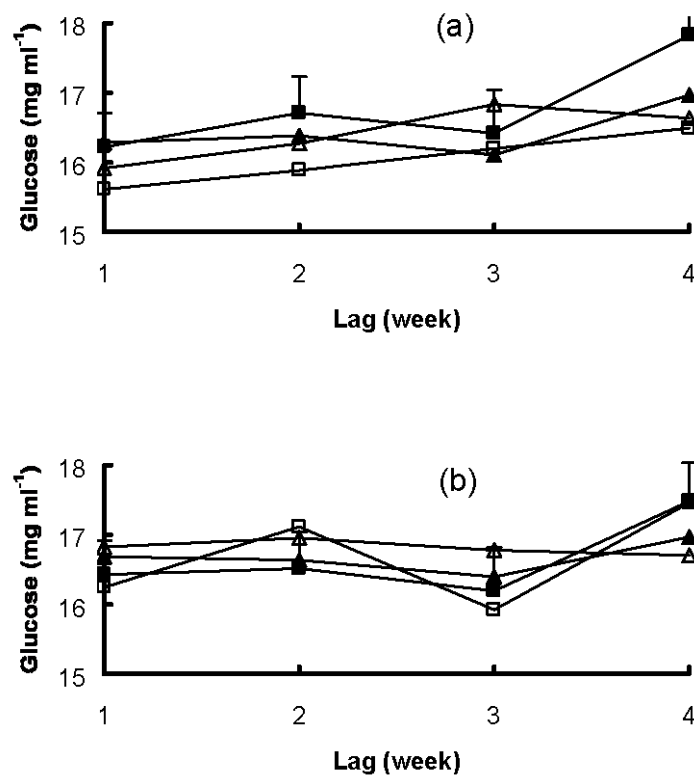 (a)
Glucose (mg ml-1)
18
17
16
15
1 2 3 4
Lag (week)
(b)
Glucose (mg ml-1)
18
17
16
15
1 2 3 4
Lag (week)